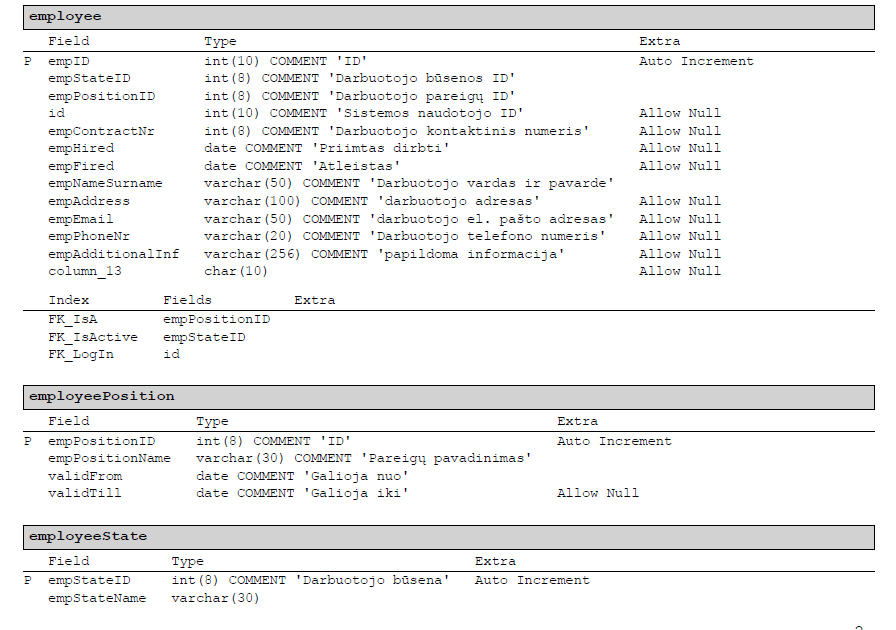 employee
Field Type Extra
P empID int(10) COMMENT 'ID' Auto Increment
empStateID int(8) COMMENT 'Darbuotojo būsenos ID'
empPositionID int(8) COMMENT 'Darbuotojo pareigų ID'
id int(10) COMMENT 'Sistemos naudotojo ID' Allow Null
empContractNr int(8) COMMENT 'Darbuotojo kontaktinis numeris' Allow Null
empHired date COMMENT 'Priimtas dirbti' Allow Null
empFired date COMMENT 'Atleistas' Allow Null
empNameSurname varchar(50) COMMENT 'Darbuotojo vardas ir pavarde'
empAddress varchar(100) COMMENT 'darbuotojo adresas' Allow Null
empEmail varchar(50) COMMENT 'darbuotojo el. pašto adresas' Allow Null
empPhoneNr varchar(20) COMMENT 'Darbuotojo telefono numeris' Allow Null
empAdditionalInf varchar(256) COMMENT 'papildoma informacija' Allow Null
column_13 char(10) Allow Null
Index Fields Extra
FK_IsA empPositionID
FK_IsActive empStateID
FK_LogIn id
employeePosition
Field Type Extra
P empPositionID int(8) COMMENT 'ID' Auto Increment
empPositionName varchar(30) COMMENT 'Pareigų pavadinimas'
validFrom date COMMENT 'Galioja nuo'
validTill date COMMENT 'Galioja iki' Allow Null
employeeState
Field Type Extra
P empStateID int(8) COMMENT 'Darbuotojo būsena' Auto Increment
empStateName varchar(30)